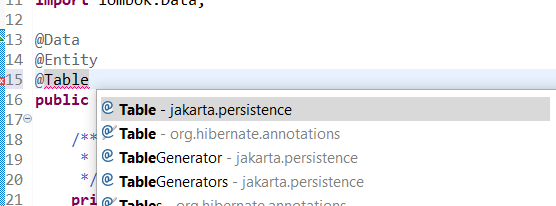 11 import lombok.Data;
12
13 @Data
14 @Entity
15 @Table
16 public
17
18 /**
19 *
20 */
21 pri
Table - jakarta.persistence
Table - org.hibernate.annotations
TableGenerator - jakarta.persistence
TableGenerators - jakarta.persistence
Tables - org.hibernate.annotations